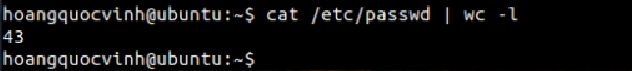 hoangquocvinh@ubuntu:~$ cat /etc/passwd | wc -l
43
hoangquocvinh@ubuntu:~$